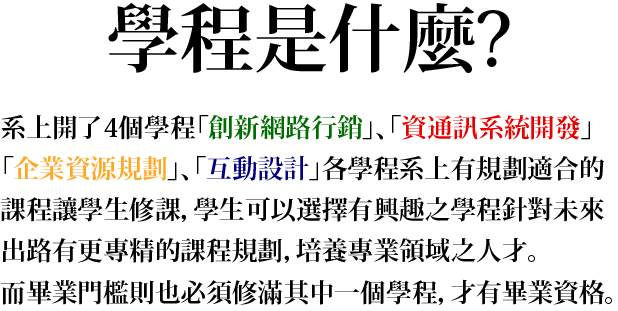 學程是什麼?
系上開了4個學程「創新網路行銷」、「資通訊系統開發」
「企業資源規劃」、「互動設計」各學程系上有規劃適合的
課程讓學生修課, 學生可以選擇有興趣之學程針對未來
出路有更專精的課程規劃, 培養專業領域之人才。
而畢業門檻則也必須修滿其中一個學程, 才有畢業資格。